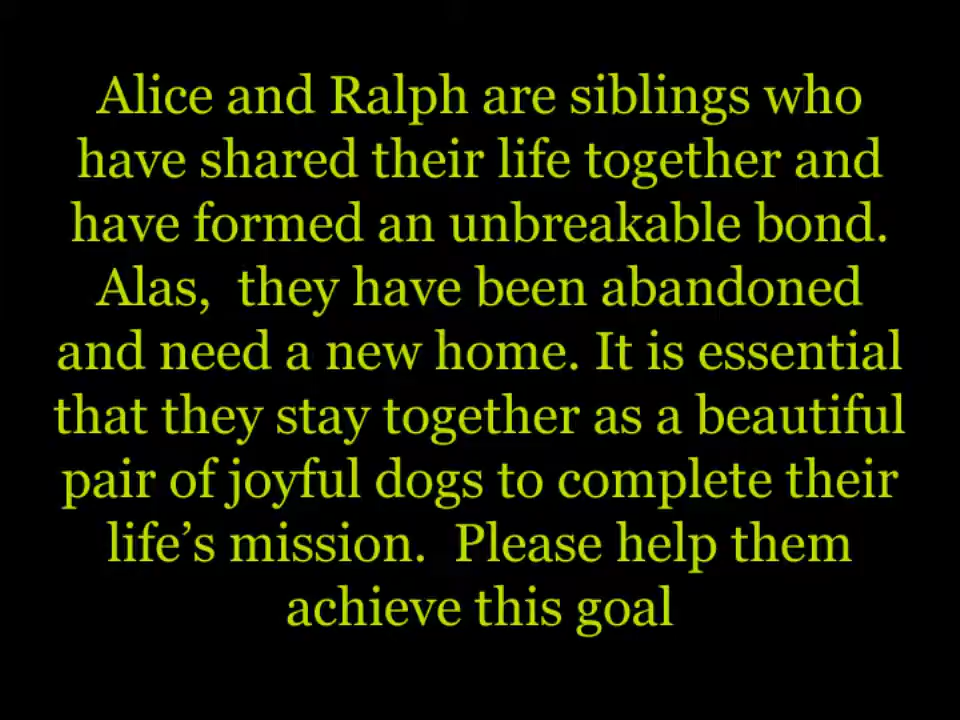 Alice and Ralph are siblings who
have shared their life together and
have formed an unbreakable bond.
Alas,  they have been abandoned
and need a new home. It is essential
that they stay together as a beautiful
pair of joyful dogs to complete their
life’s mission.  Please help them
achieve this goal